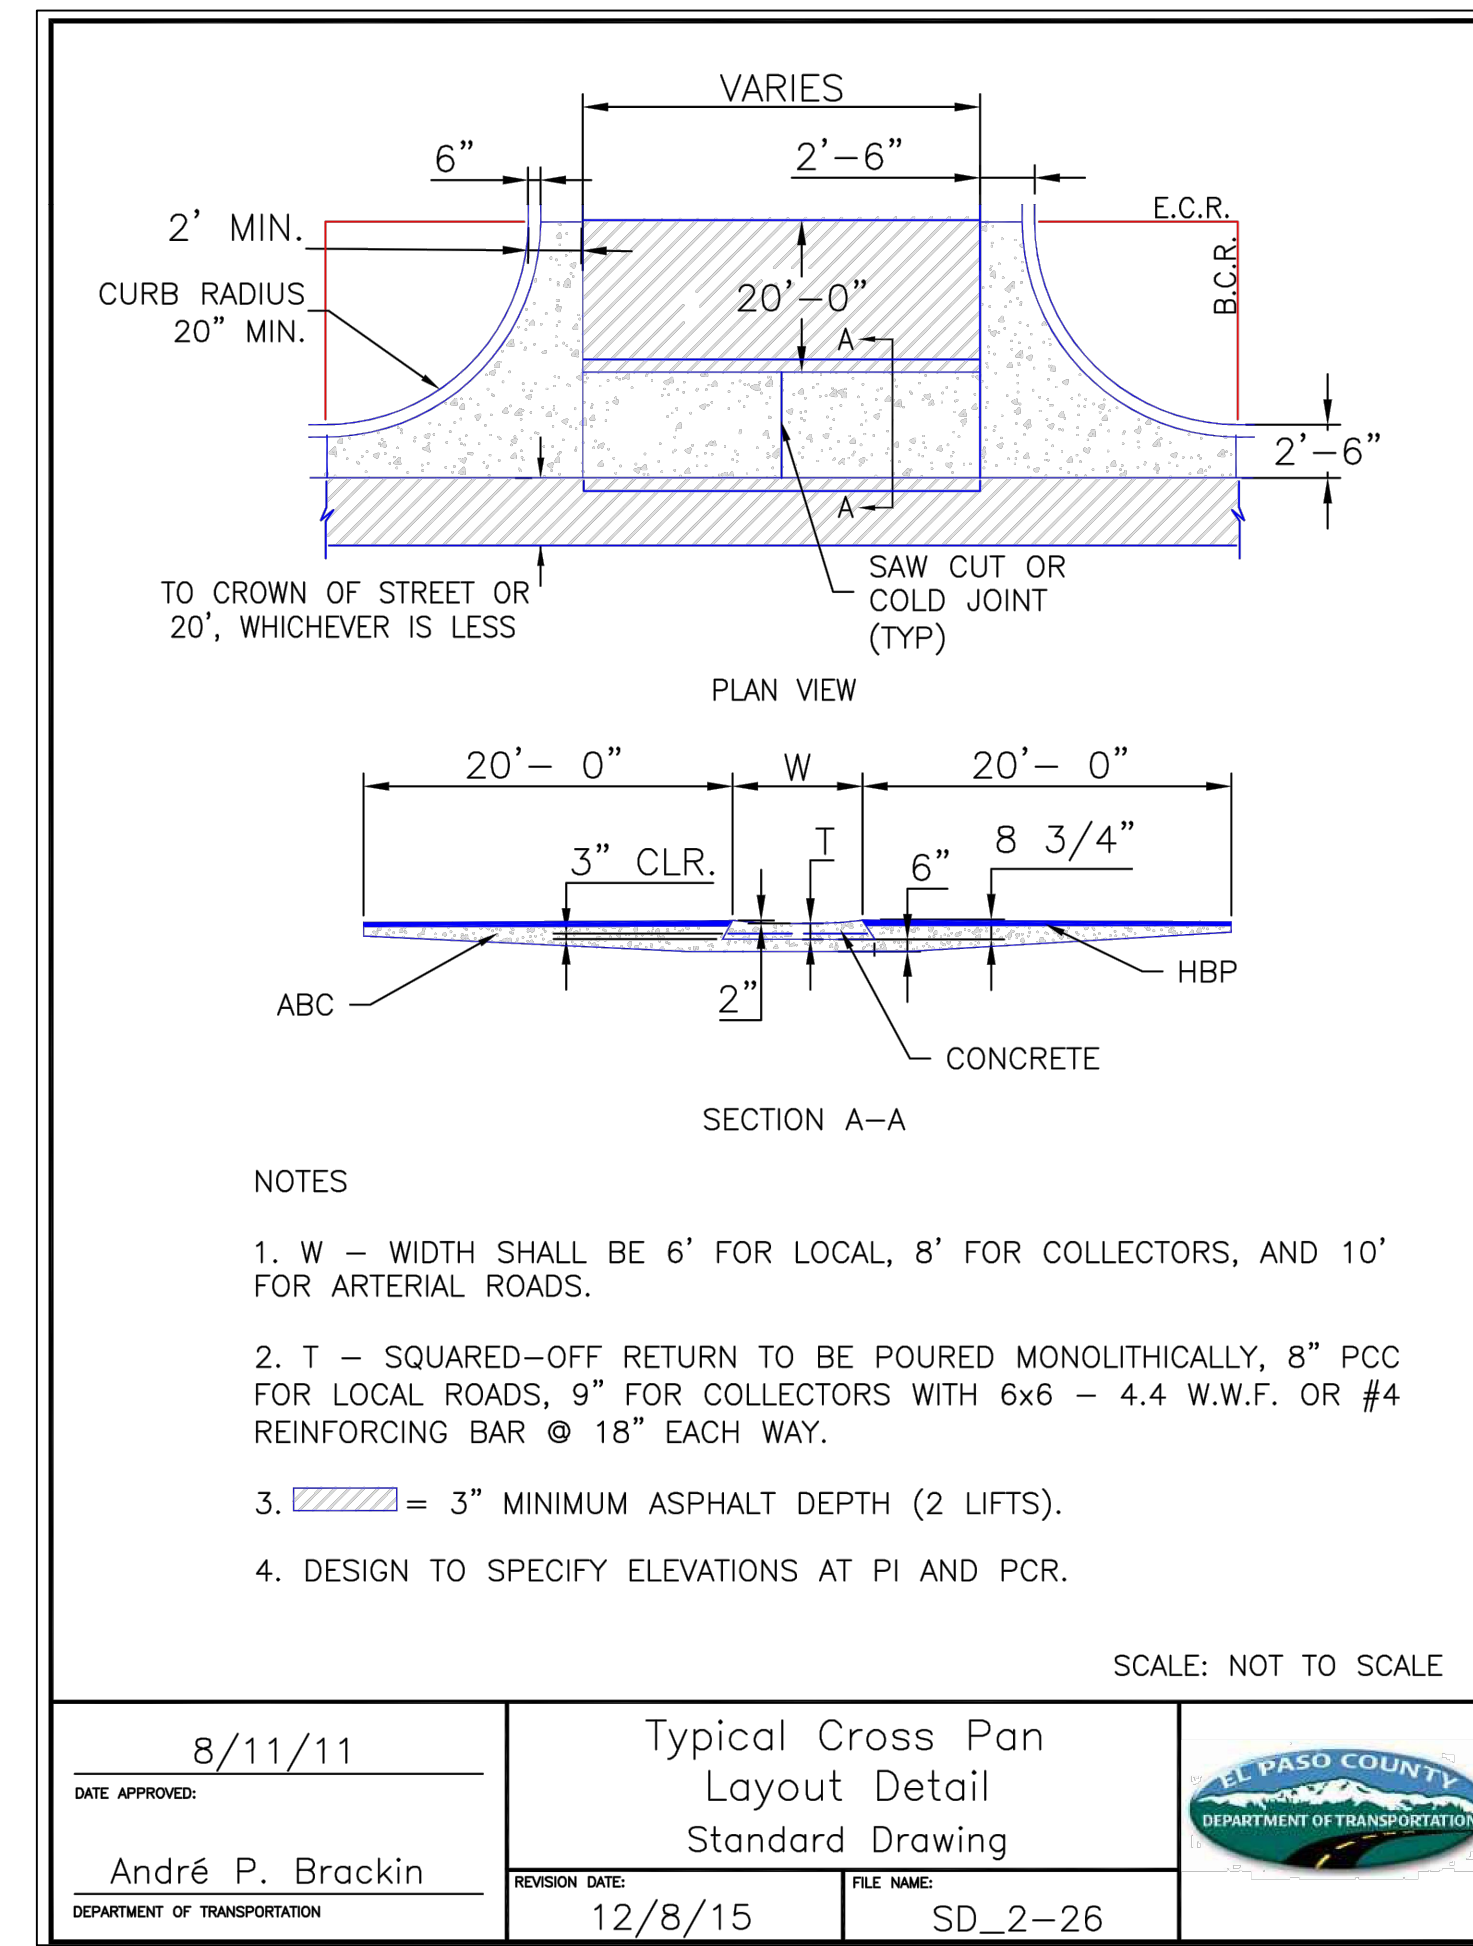 VARIES
6”
2’-6”
2’ MIN.
E.C.R.
B.C.R.
CURB RADIUS
20” MIN.
20’-0”
A
2’-6”
A
SAW CUT OR
COLD JOINT
(TYP)
TO CROWN OF STREET OR
20’, WHICHEVER IS LESS
PLAN VIEW
20’- 0”
W
20’- 0”
3” CLR.
T
6”
8 3/4”
2”
ABC
HBP
CONCRETE
SECTION A-A
NOTES
1. W – WIDTH SHALL BE 6’ FOR LOCAL, 8’ FOR COLLECTORS, AND 10’
FOR ARTERIAL ROADS.
2. T – SQUARED-OFF RETURN TO BE POURED MONOLITHICALLY, 8” PCC
FOR LOCAL ROADS, 9” FOR COLLECTORS WITH 6x6 – 4.4 W.W.F. OR #4
REINFORCING BAR @ 18” EACH WAY.
3. = 3” MINIMUM ASPHALT DEPTH (2 LIFTS).
4. DESIGN TO SPECIFY ELEVATIONS AT PI AND PCR.
SCALE: NOT TO SCALE
8/11/11
DATE APPROVED:
André P. Brackin
DEPARTMENT OF TRANSPORTATION
Typical Cross Pan
Layout Detail
Standard Drawing
REVISION DATE:
12/8/15
FILE NAME:
SD_2-26
EL PASO COUNTY
DEPARTMENT OF TRANSPORTATION